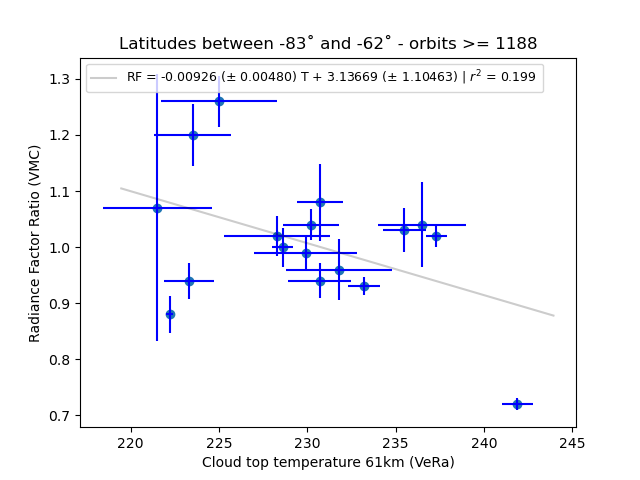 Latitudes between -83° and -62° - orbits >= 1188
RF = -0.00926 (± 0.00480) T + 3.13669 (± 1.10463) | r² = 0.199
Radiance Factor Ratio (VMC)
1.3
1.2
1.1
1.0
0.9
0.8
0.7
220 225 230 235 240 245
Cloud top temperature 61km (VeRa)